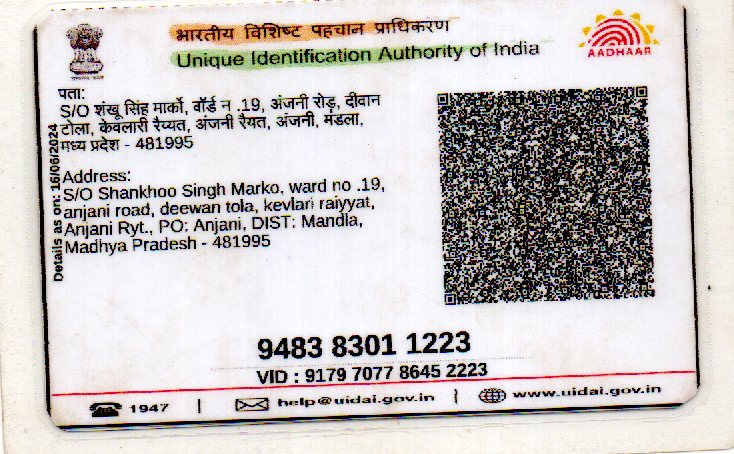 भारतीय विशिष्ट पहचान प्राधिकरण
Unique Identification Authority of India
AADHAAR
पता:
S/O शंखू सिंह मार्को, वॉर्ड न .19, अंजनी रोड़, दीवान
टोला, केवलारी रैय्यत, अंजनी रैयत, अंजनी, मंडला,
मध्य प्रदेश - 481995
Details as on: 16/06/2024
Address:
S/O Shankhoo Singh Marko, ward no .19,
anjani road, deewan tola, kevlari raiyyat,
Anjani Ryt., PO: Anjani, DIST: Mandla,
Madhya Pradesh - 481995
9483 8301 1223
VID : 9179 7077 8645 2223
1947 | help@uidai.gov.in | www.uidai.gov.in